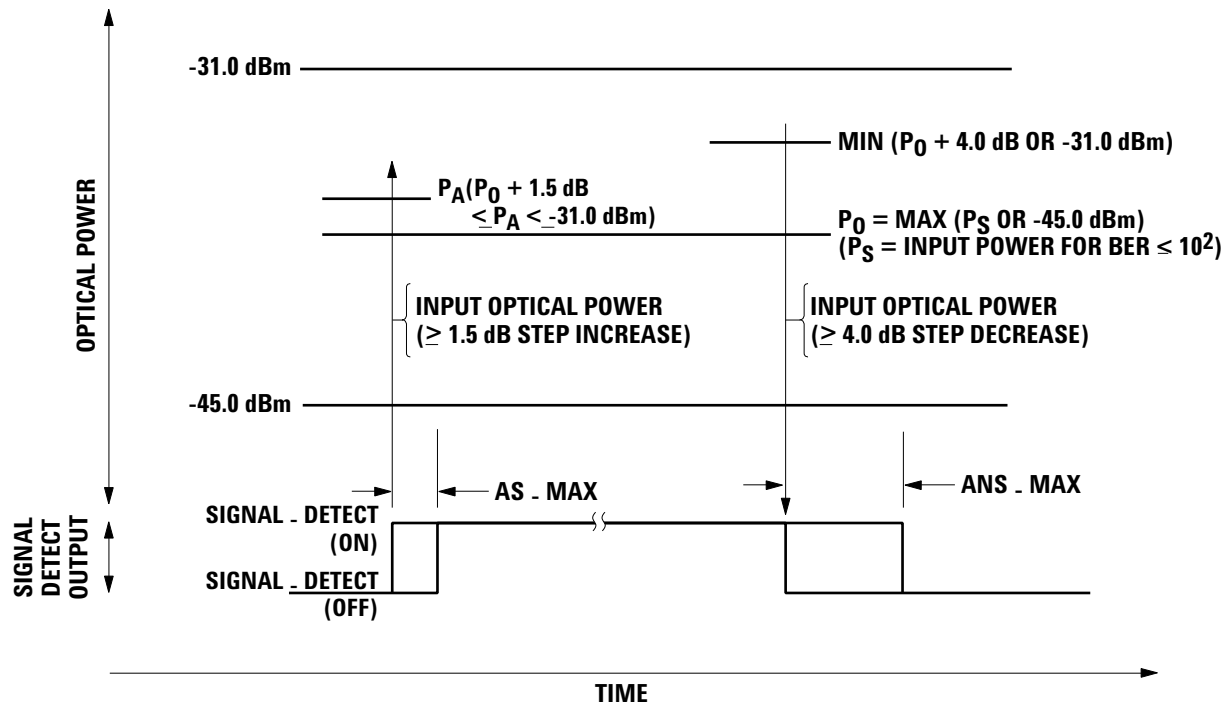 -31.0 dBm
MIN (PO + 4.0 dB OR -31.0 dBm)
PA(PO + 1.5 dB
≤ PA ≤ -31.0 dBm)
PO = MAX (PS OR -45.0 dBm)
(PS = INPUT POWER FOR BER ≤ 10²)
INPUT OPTICAL POWER
(≥ 1.5 dB STEP INCREASE)
INPUT OPTICAL POWER
(≥ 4.0 dB STEP DECREASE)
OPTICAL POWER
-45.0 dBm
AS - MAX
ANS - MAX
SIGNAL - DETECT
(ON)
SIGNAL - DETECT
(OFF)
SIGNAL
DETECT
OUTPUT
TIME